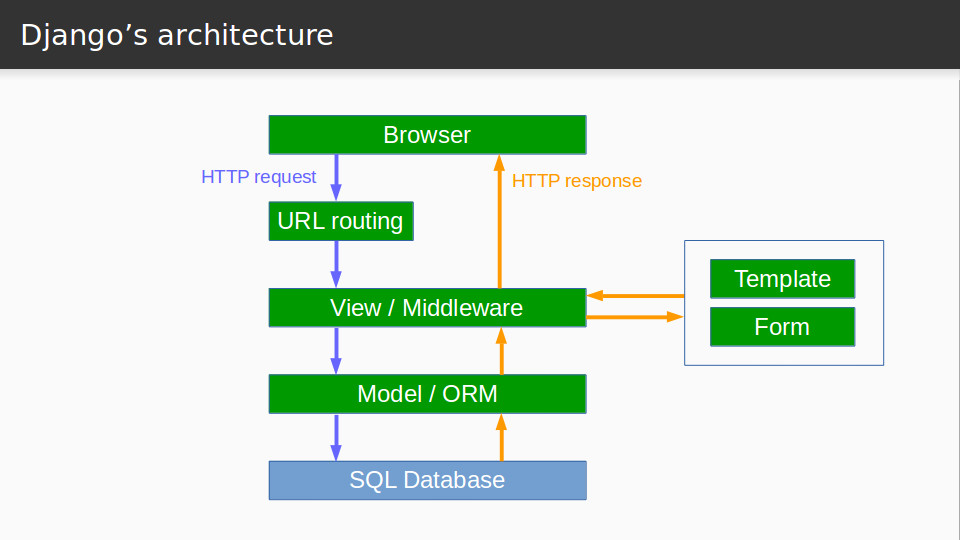 Django’s architecture
Browser
HTTP request
HTTP response
URL routing
View / Middleware
Template
Form
Model / ORM
SQL Database